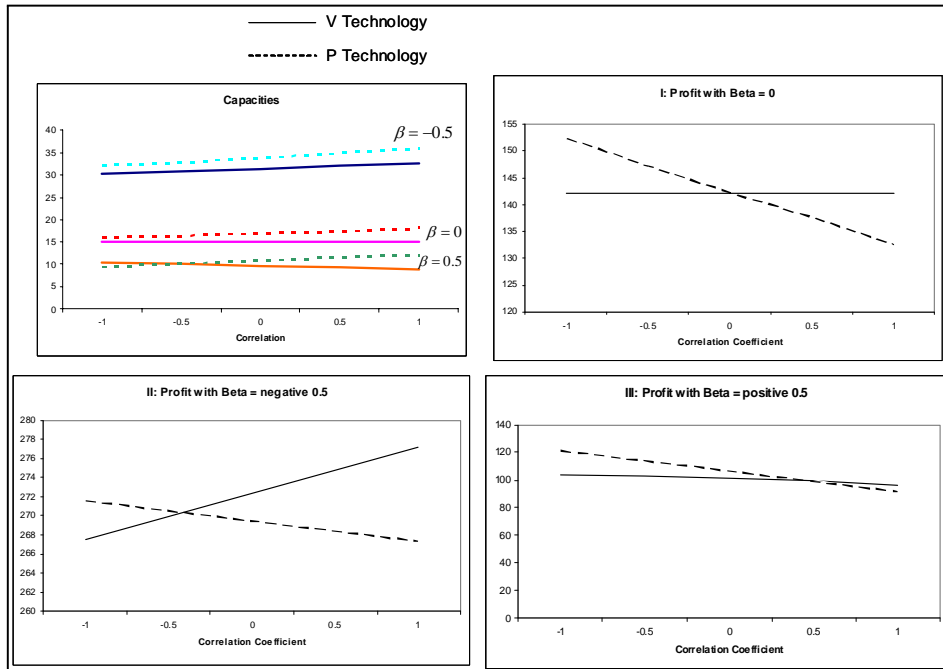 V Technology
P Technology
Capacities
40
35
30
25
20
15
10
5
0
β = −0.5
β = 0
β = 0.5
-1 -0.5 0 0.5 1
Correlation
I: Profit with Beta = 0
155
150
145
140
135
130
125
120
-1 -0.5 0 0.5 1
Correlation Coefficient
II: Profit with Beta = negative 0.5
280
278
276
274
272
270
268
266
264
262
260
-1 -0.5 0 0.5 1
Correlation Coefficient
III: Profit with Beta = positive 0.5
140
120
100
80
60
40
20
0
-1 -0.5 0 0.5 1
Correlation Coefficient